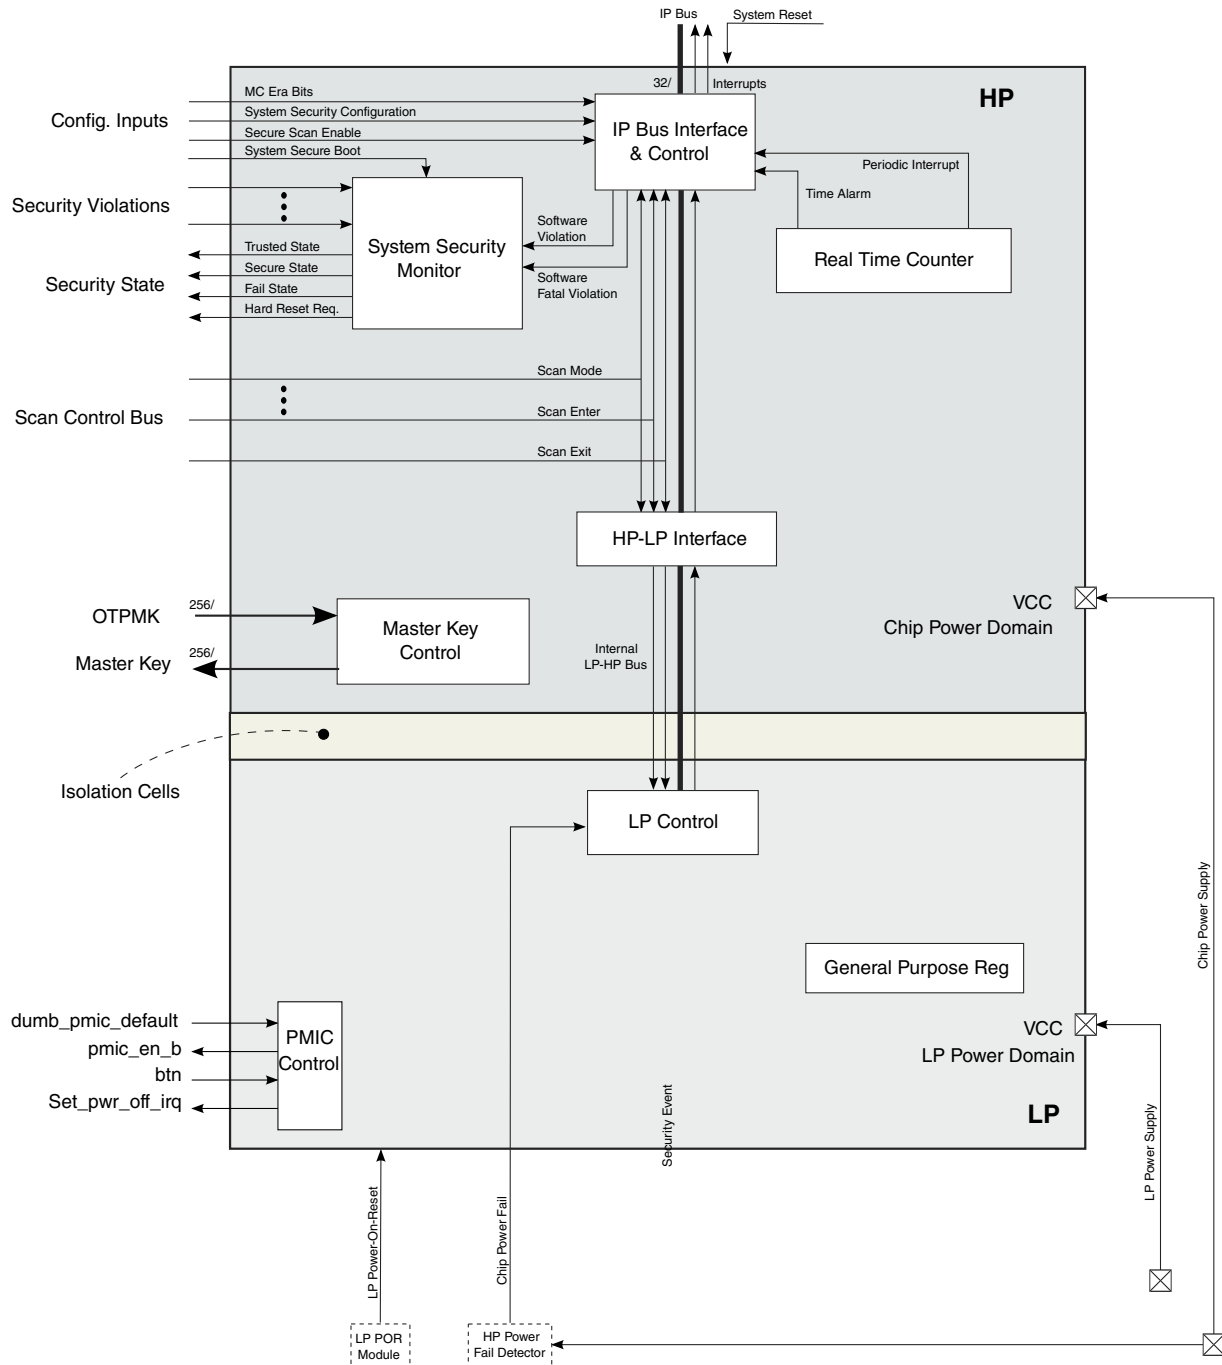 IP Bus
System Reset
32/
Interrupts
HP
MC Era Bits
System Security Configuration
Secure Scan Enable
System Secure Boot
Config. Inputs
IP Bus Interface
& Control
Periodic Interrupt
Time Alarm
Security Violations
Software
Violation
System Security
Monitor
Real Time Counter
Trusted State
Secure State
Fail State
Hard Reset Req.
Security State
Software
Fatal Violation
Scan Mode
Scan Control Bus
Scan Enter
Scan Exit
HP-LP Interface
OTPMK
256/
Master Key
256/
Master Key
Control
VCC
Chip Power Domain
Internal
LP-HP Bus
Isolation Cells
LP Control
Chip Power Supply
General Purpose Reg
dumb_pmic_default
pmic_en_b
btn
Set_pwr_off_irq
PMIC
Control
VCC
LP Power Domain
LP
Security Event
LP Power Supply
LP Power-On-Reset
Chip Power Fail
LP POR
Module
HP Power
Fail Detector